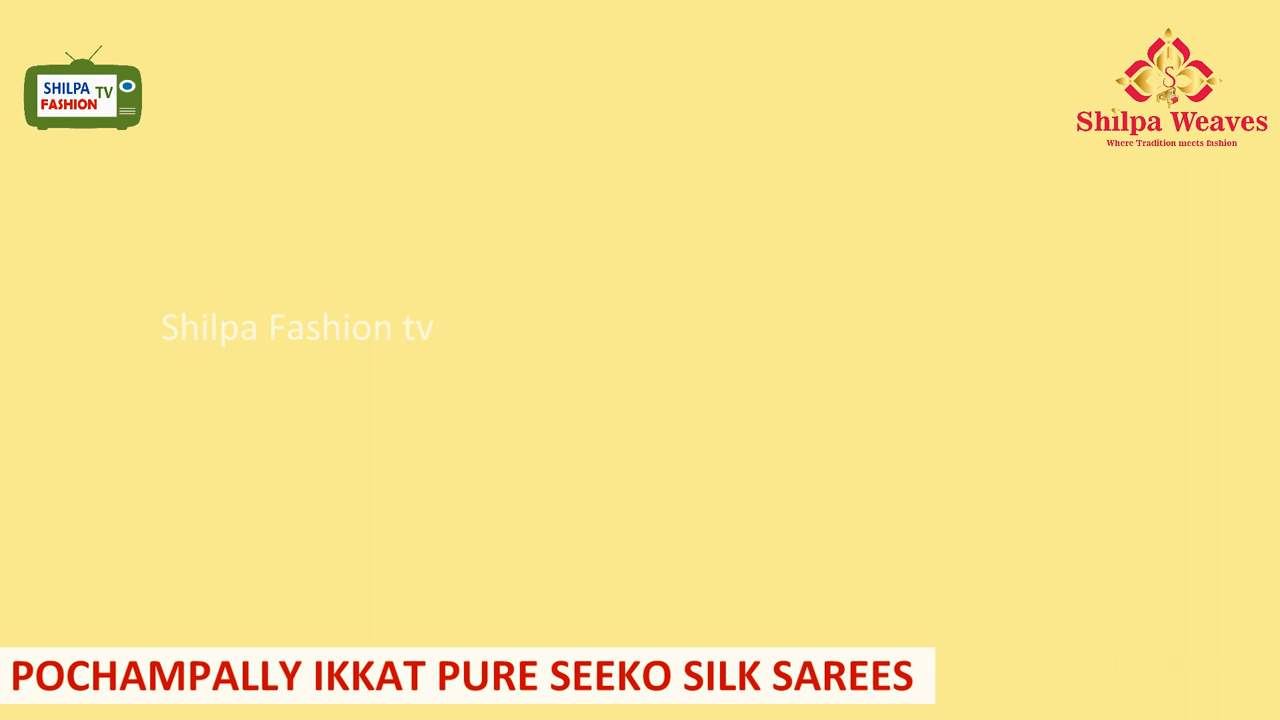 SHILPA TV
FASHION
Shilpa Weaves
Where Tradition meets fashion
Shilpa Fashion tv
POCHAMPALLY IKKAT PURE SEEKO SILK SAREES